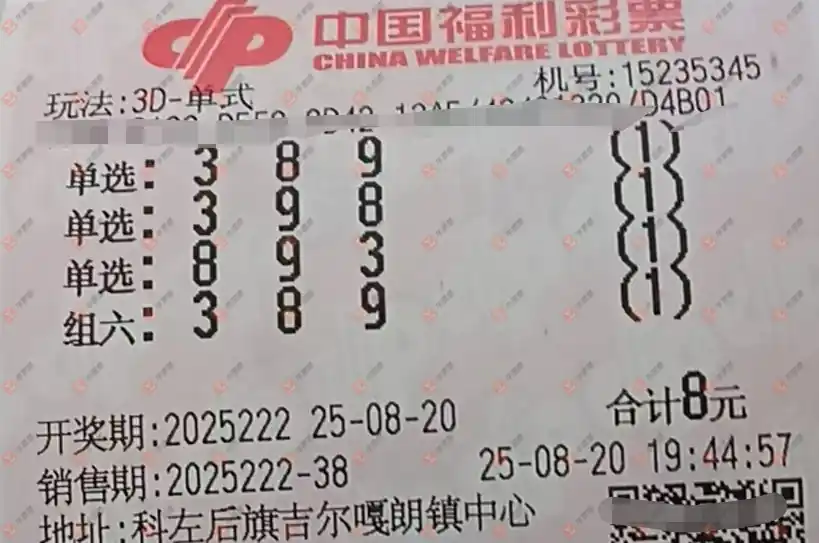 中国福利彩票
CHINA WELFARE LOTTERY
玩法:3D-单式
机号:15235345
/D4B01
单选: 3 8 9 (1)
单选: 3 9 8 (1)
单选: 8 9 3 (1)
组六: 3 8 9 (1)
合计8元
开奖期:2025222 25-08-20
销售期:2025222-38 25-08-20 19:44:57
地址:科左后旗吉尔嘎朗镇中心